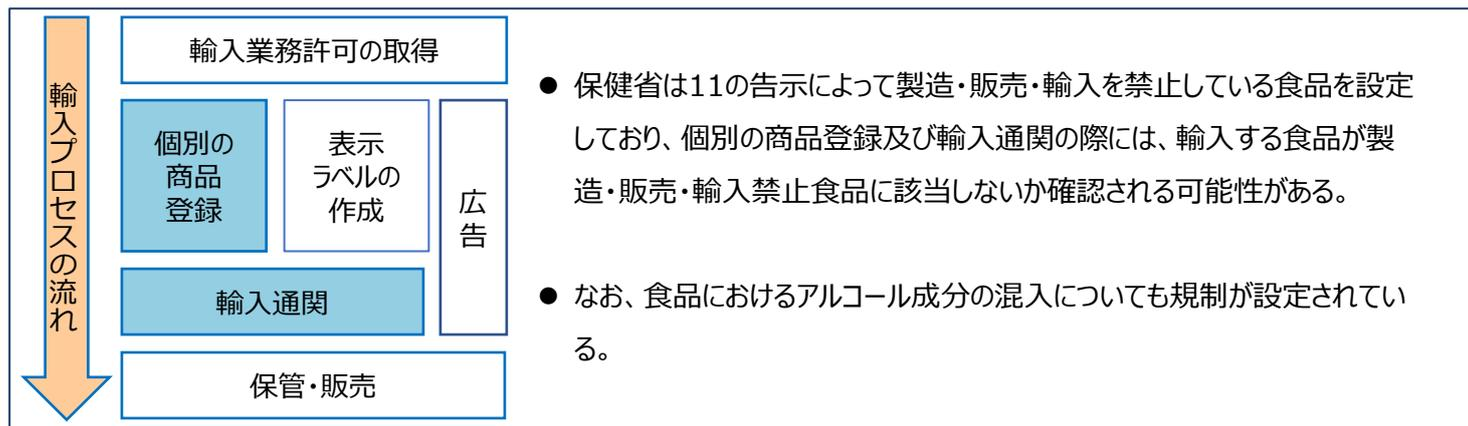 輸入プロセスの流れ
輸入業務許可の取得
個別の
商品
登録
表示
ラベルの
作成
広告
輸入通関
保管・販売
● 保健省は11の告示によって製造・販売・輸入を禁止している食品を設定
しており、個別の商品登録及び輸入通関の際には、輸入する食品が製
造・販売・輸入禁止食品に該当しないか確認される可能性がある。
● なお、食品におけるアルコール成分の混入についても規制が設定されてい
る。